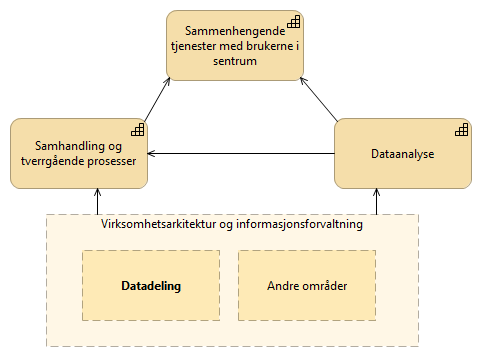 Sammenhengende
tjenester med brukerne i
sentrum
Samhandling og
tverrgående prosesser
Dataanalyse
Virksomhetsarkitektur og informasjonsforvaltning
Datadeling
Andre områder